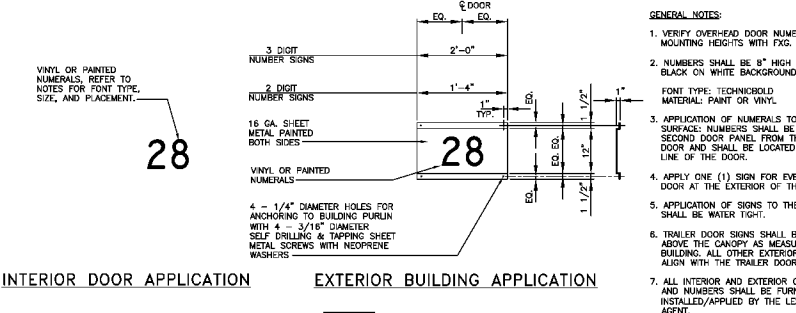 VINYL OR PAINTED
NUMERALS, REFER TO
NOTES FOR FONT TYPE,
SIZE, AND PLACEMENT.
28
INTERIOR DOOR APPLICATION
℄ DOOR
EQ. EQ.
3 DIGIT
NUMBER SIGNS
2'-0"
2 DIGIT
NUMBER SIGNS
1'-4"
1"
TYP.
EQ.
1 1/2"
1"
16 GA. SHEET
METAL PAINTED
BOTH SIDES
28
EQ. EQ.
12"
VINYL OR PAINTED
NUMERALS
EQ.
1 1/2"
4 - 1/4" DIAMETER HOLES FOR
ANCHORING TO BUILDING PURLIN
WITH 4 - 3/16" DIAMETER
SELF DRILLING & TAPPING SHEET
METAL SCREWS WITH NEOPRENE
WASHERS
EXTERIOR BUILDING APPLICATION
GENERAL NOTES:
1. VERIFY OVERHEAD DOOR NUME
MOUNTING HEIGHTS WITH FXG.
2. NUMBERS SHALL BE 8" HIGH
BLACK ON WHITE BACKGROUND
FONT TYPE: TECHNICBOLD
MATERIAL: PAINT OR VINYL
3. APPLICATION OF NUMERALS TO
SURFACE: NUMBERS SHALL BE
SECOND DOOR PANEL FROM T
DOOR AND SHALL BE LOCATED
LINE OF THE DOOR.
4. APPLY ONE (1) SIGN FOR EVE
DOOR AT THE EXTERIOR OF TH
5. APPLICATION OF SIGNS TO THE
SHALL BE WATER TIGHT.
6. TRAILER DOOR SIGNS SHALL B
ABOVE THE CANOPY AS MEASU
BUILDING. ALL OTHER EXTERIOR
ALIGN WITH THE TRAILER DOOR
7. ALL INTERIOR AND EXTERIOR
AND NUMBERS SHALL BE FURN
INSTALLED/APPLIED BY THE LE
AGENT.